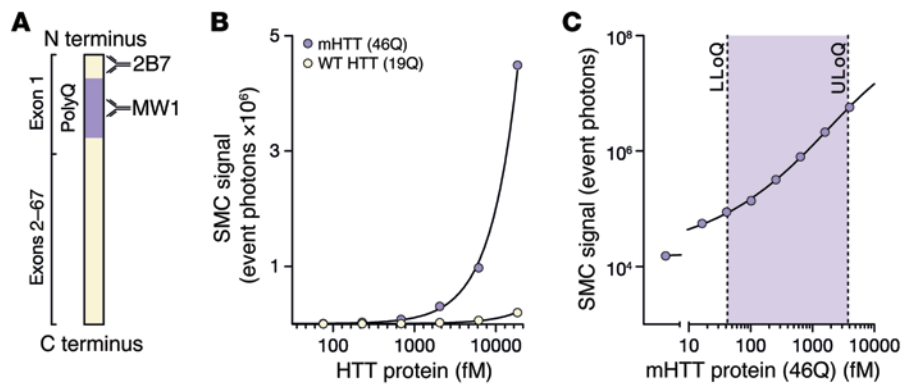 A
N terminus
2B7
MW1
Exon 1
PolyQ
Exons 2–67
C terminus
B
mHTT (46Q)
WT HTT (19Q)
SMC signal
(event photons ×10⁶)
5
3
1
100 1000 10000
HTT protein (fM)
C
SMC signal (event photons)
10⁸
10⁶
10⁴
LLoQ
ULoQ
10 100 1000 10000
mHTT protein (46Q) (fM)